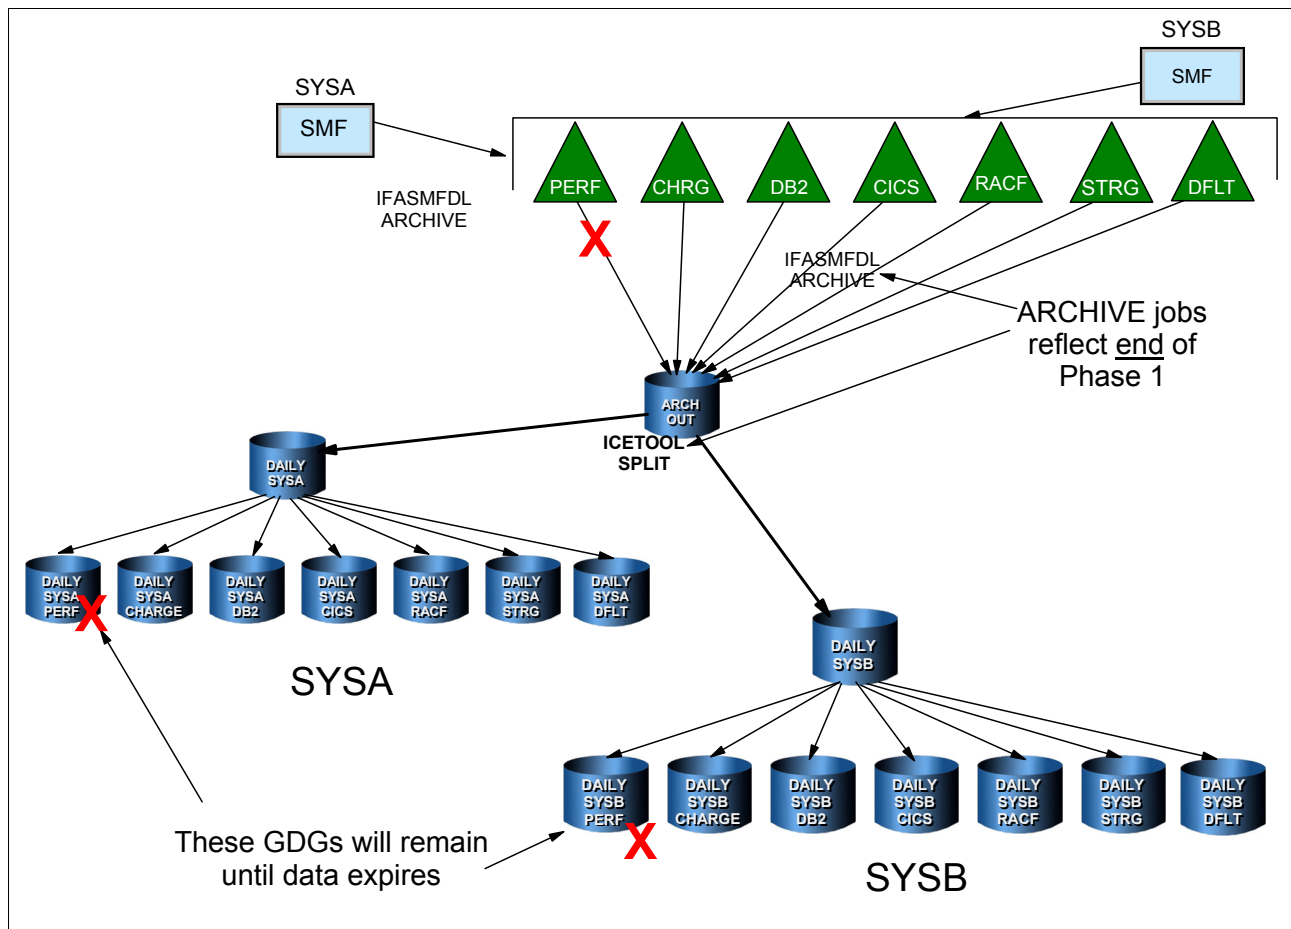 SYSB
SMF
SYSA
SMF
PERF
CHRG
DB2
CICS
RACF
STRG
DFLT
IFASMFDL
ARCHIVE
X
IFASMFDL
ARCHIVE
ARCHIVE jobs
reflect end of
Phase 1
ARCH
OUT
ICETOOL
SPLIT
DAILY
SYSA
DAILY
SYSA
PERF
X
DAILY
SYSA
CHARGE
DAILY
SYSA
DB2
DAILY
SYSA
CICS
DAILY
SYSA
RACF
DAILY
SYSA
STRG
DAILY
SYSA
DFLT
SYSA
DAILY
SYSB
DAILY
SYSB
PERF
X
DAILY
SYSB
CHARGE
DAILY
SYSB
DB2
DAILY
SYSB
CICS
DAILY
SYSB
RACF
DAILY
SYSB
STRG
DAILY
SYSB
DFLT
These GDGs will remain
until data expires
SYSB